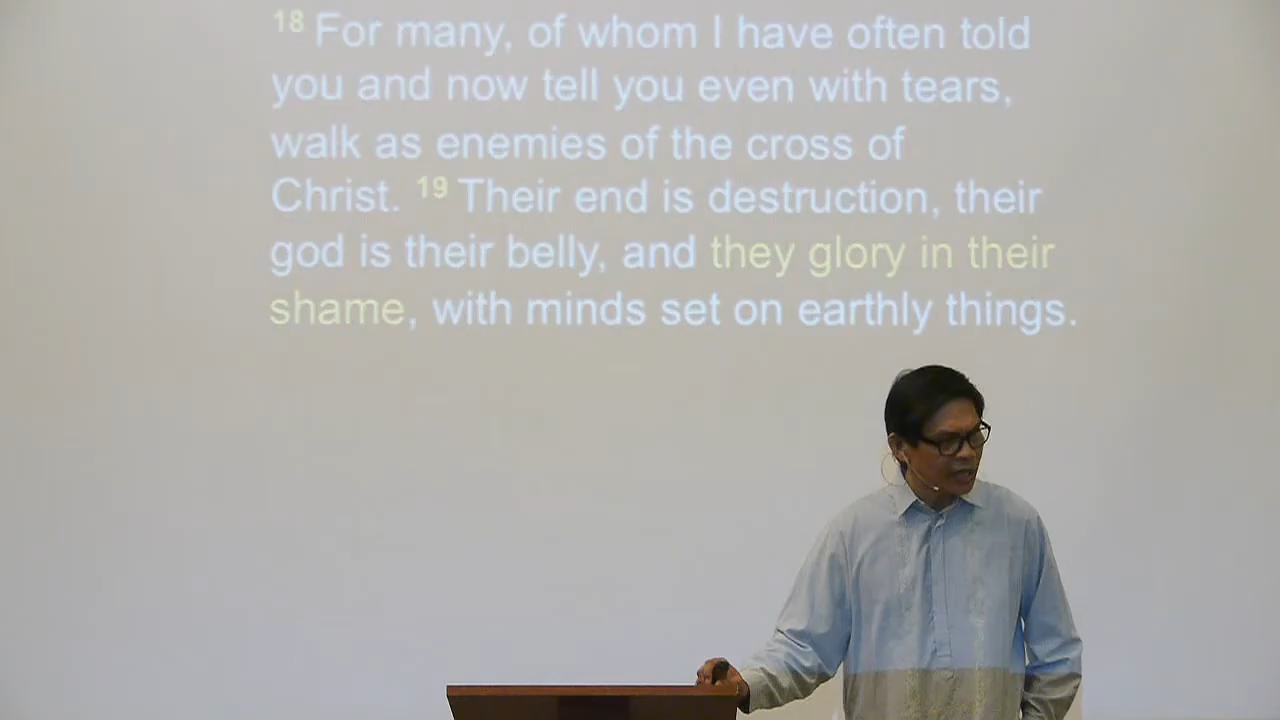 18 For many, of whom I have often told
you and now tell you even with tears,
walk as enemies of the cross of
Christ. 19 Their end is destruction, their
god is their belly, and they glory in their
shame, with minds set on earthly things.